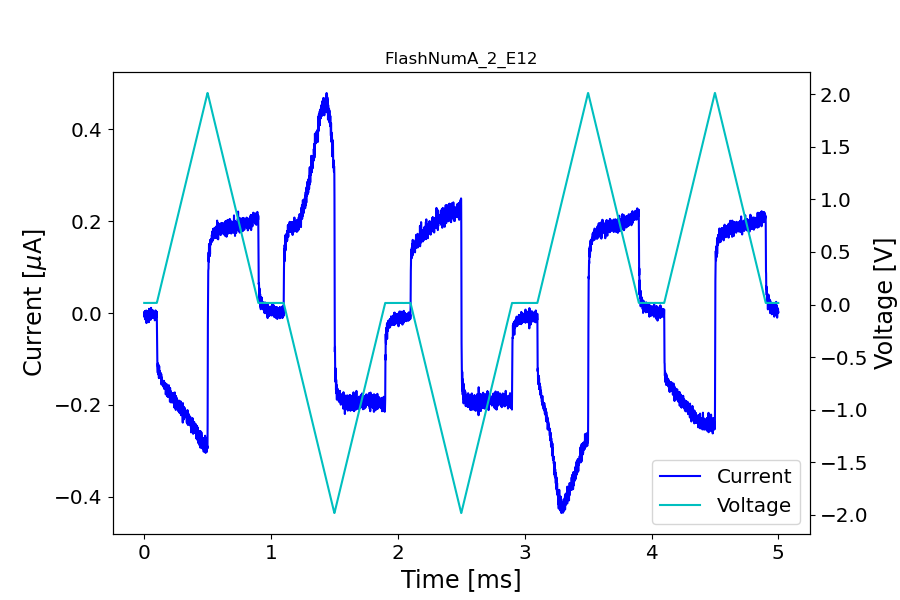 FlashNumA_2_E12
Current [μA]
0.4
0.2
0.0
−0.2
−0.4
2.0
1.5
1.0
0.5
0.0
−0.5
−1.0
−1.5
−2.0
Voltage [V]
Current
Voltage
0 1 2 3 4 5
Time [ms]